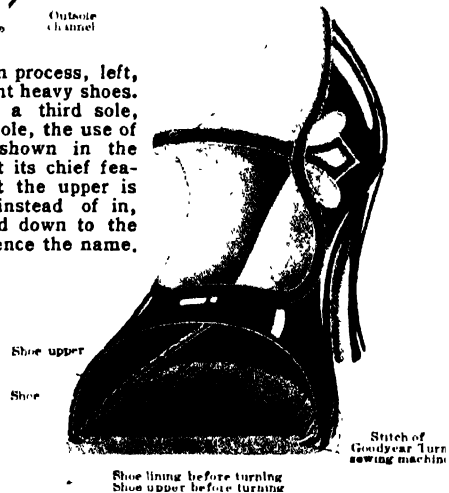 Outsole
channel
n process, left,
nt heavy shoes.
a third sole,
ole, the use of
shown in the
t its chief fea-
t the upper is
instead of in,
d down to the
ence the name.
Shoe upper
Shoe
Stitch of
Goodyear Turn
sewing machine
Shoe lining before turning
Shoe upper before turning